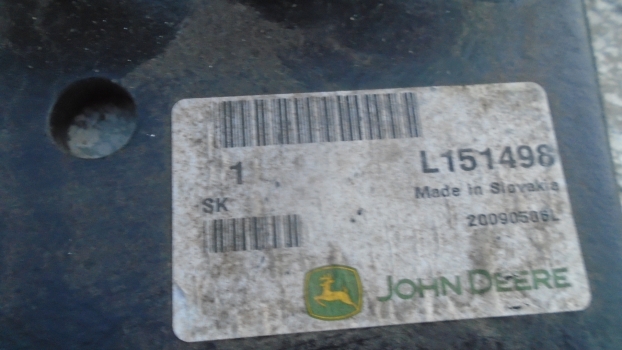 1
L151498
Made in Slovakia
SK
20090506L
JOHN DEERE